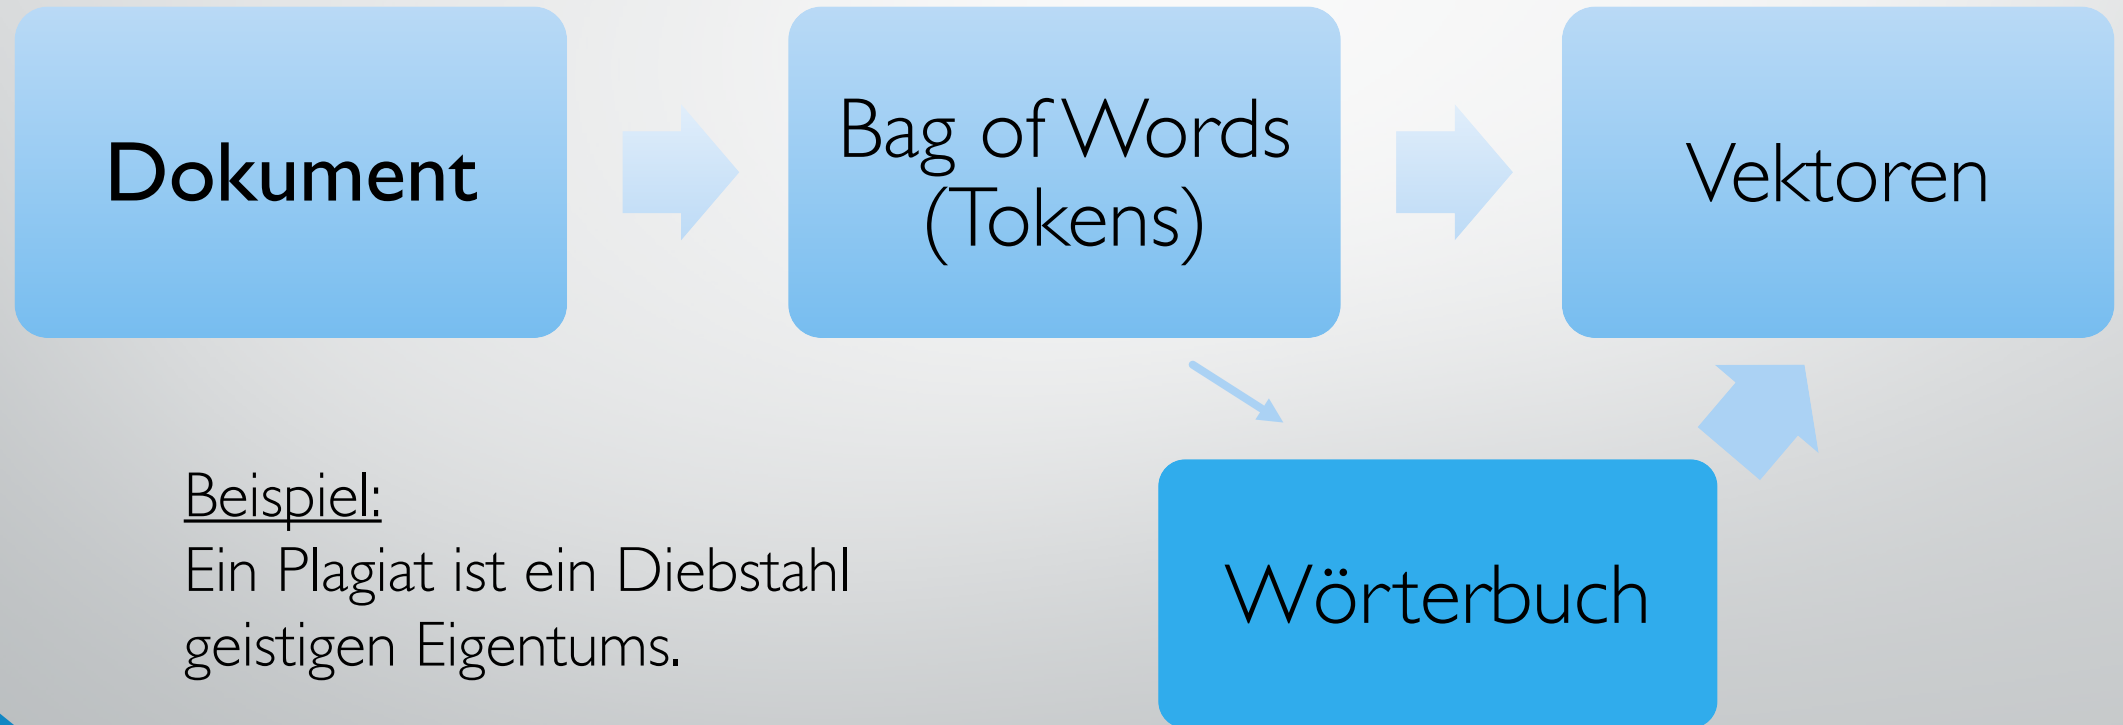 Dokument
Bag of Words
(Tokens)
Vektoren
Beispiel:
Ein Plagiat ist ein Diebstahl
geistigen Eigentums.
Wörterbuch